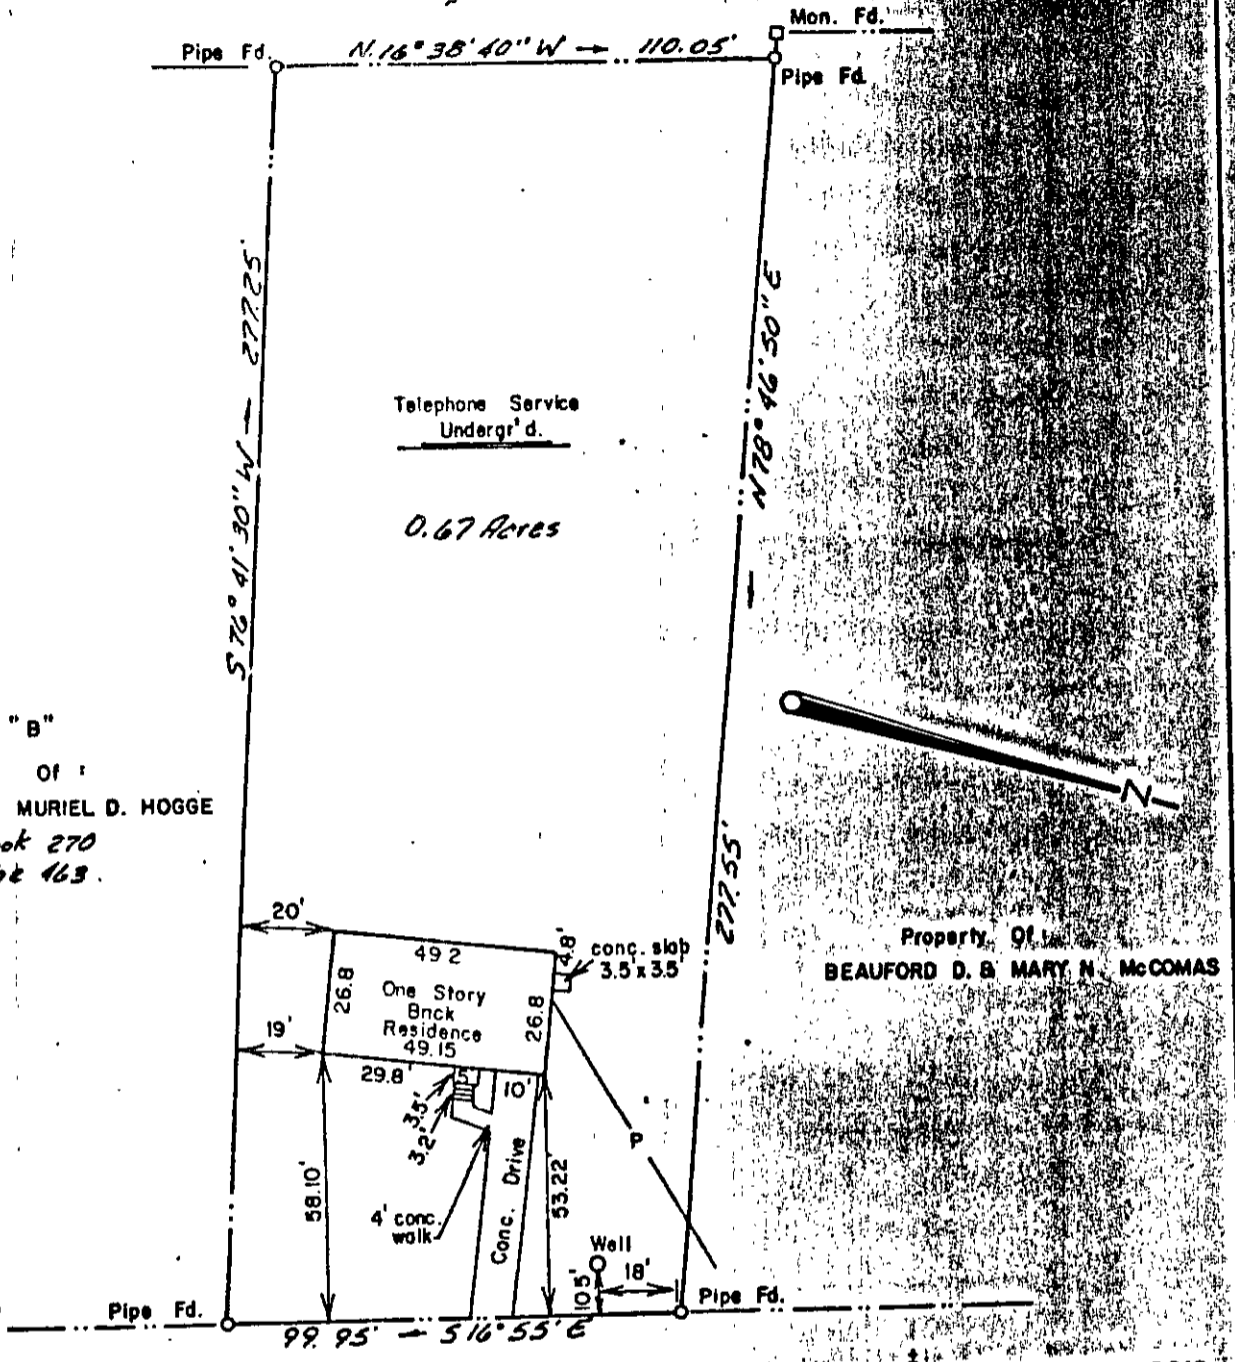 Mon. Fd.
Pipe Fd.
N.16° 38' 40" W → 110.05'
Pipe Fd.
S 76° 41' 30" W — 277.25'
N 78° 46' 50" E — 277.55'
Telephone Service
Undergr'd.
0.67 Acres
"B"
Of :
MURIEL D. HOGGE
270
163.
N
Property Of :
BEAUFORD D. & MARY N. McCOMAS
20'
49.2
4.8'
conc. slab
3.5'x 3.5'
26.8
One Story
Brick
Residence
26.8
19'
49.15
29.8'
5'
10'
3.5'
3.2'
P
58.10'
4' conc.
walk
Conc. Drive
53.22'
Well
10.5'
18'
Pipe Fd.
Pipe Fd.
99.95' → S 16° 55' E